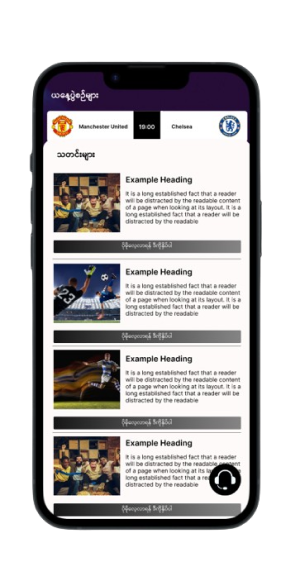 ယနေ့ပွဲစဉ်များ
Manchester United 19:00 Chelsea
သတင်းများ
Example Heading
It is a long established fact that a reader
will be distracted by the readable content
of a page when looking at its layout. It is a
long established fact that a reader will be
distracted by the readable
Example Heading
It is a long established fact that a reader
will be distracted by the readable content
of a page when looking at its layout. It is a
long established fact that a reader will be
distracted by the readable
Example Heading
It is a long established fact that a reader
will be distracted by the readable content
of a page when looking at its layout. It is a
long established fact that a reader will be
distracted by the readable
Example Heading
It is a long established fact that a reader
will be distracted by the readable content
of a page when looking at its layout. It is a
long established fact that a reader will be
distracted by the readable